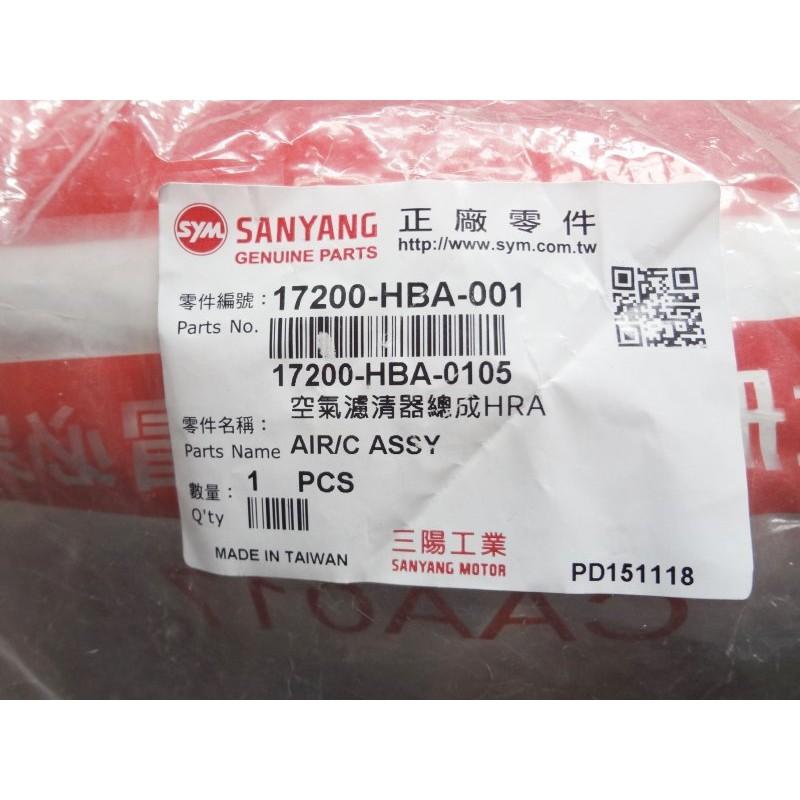 SYM SANYANG 正廠零件
GENUINE PARTS http://www.sym.com.tw
零件編號：17200-HBA-001
Parts No.
17200-HBA-0105
空氣濾清器總成HRA
零件名稱：
Parts Name AIR/C ASSY
數量：1 PCS
Q'ty
MADE IN TAIWAN
三陽工業
SANYANG MOTOR
PD151118